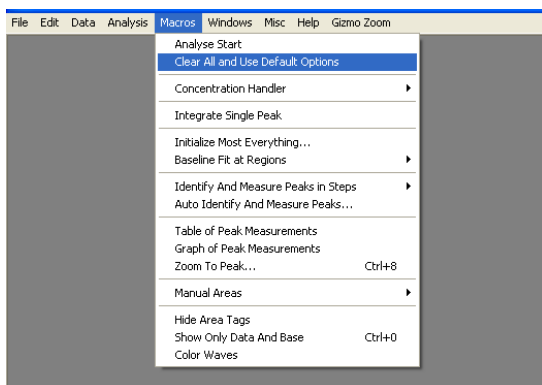 File Edit Data Analysis Macros Windows Misc Help Gizmo Zoom
Analyse Start
Clear All and Use Default Options
Concentration Handler
Integrate Single Peak
Initialize Most Everything...
Baseline Fit at Regions
Identify And Measure Peaks in Steps
Auto Identify And Measure Peaks...
Table of Peak Measurements
Graph of Peak Measurements
Zoom To Peak... Ctrl+8
Manual Areas
Hide Area Tags
Show Only Data And Base Ctrl+0
Color Waves